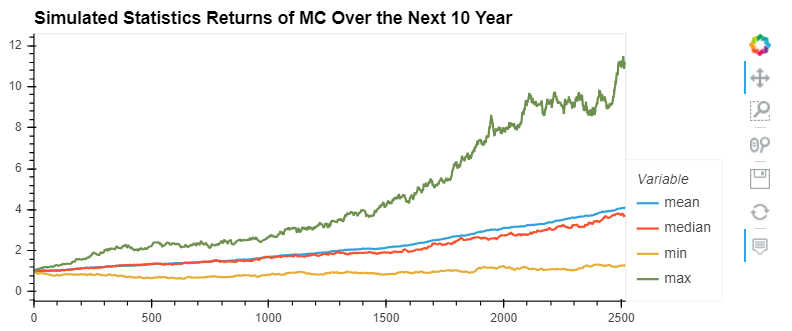 Simulated Statistics Returns of MC Over the Next 10 Year
12
10
8
6
4
2
0
0
500
1000
1500
2000
2500
Variable
mean
median
min
max